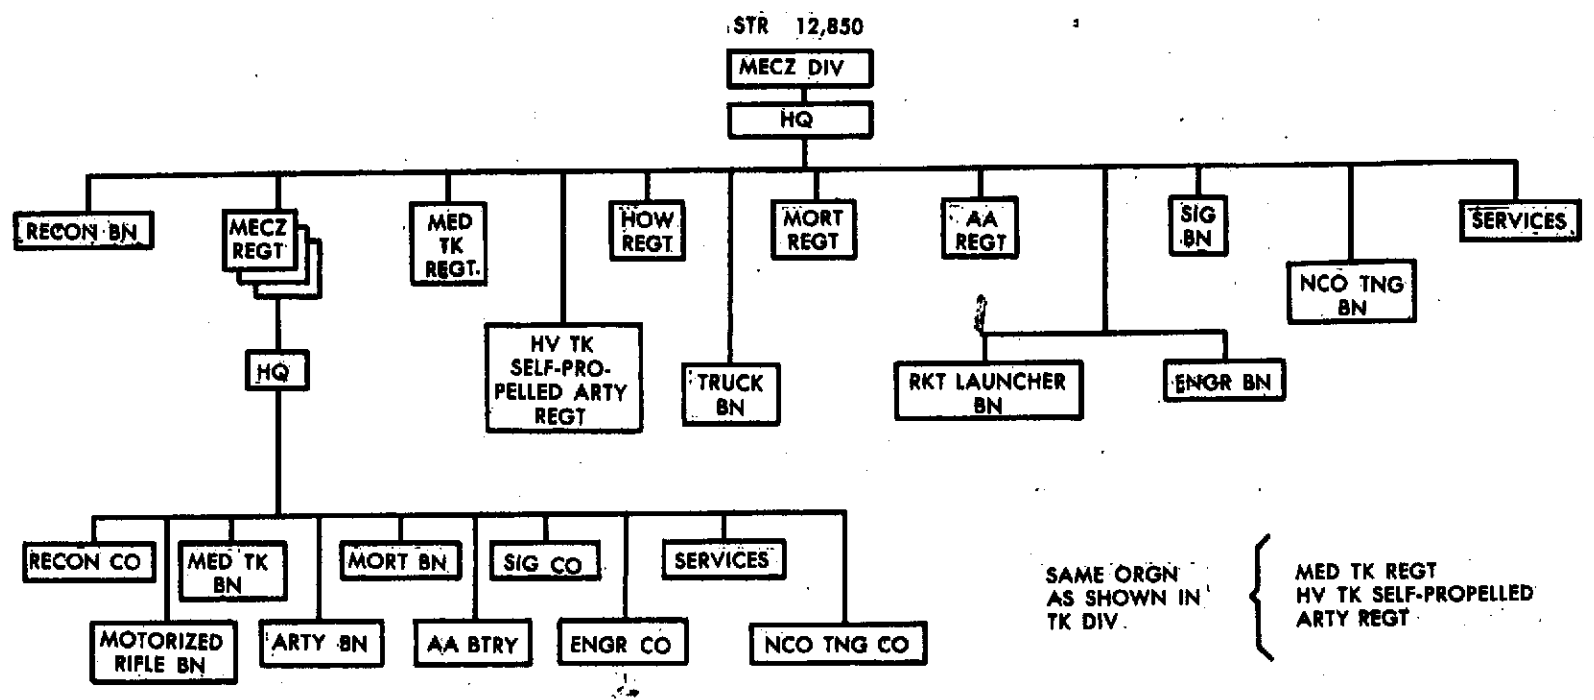 STR 12,850
MECZ DIV
HQ
RECON BN
MECZ
REGT
MED
TK
REGT.
HOW
REGT
MORT
REGT
AA
REGT
SIG
BN
SERVICES
NCO TNG
BN
HV TK
SELF-PRO-
PELLED ARTY
REGT
TRUCK
BN
RKT LAUNCHER
BN
ENGR BN
HQ
RECON CO
MED TK
BN
MORT BN
SIG CO
SERVICES
MOTORIZED
RIFLE BN
ARTY BN
AA BTRY
ENGR CO
NCO TNG CO
SAME ORGN
AS SHOWN IN
TK DIV
MED TK REGT
HV TK SELF-PROPELLED
ARTY REGT